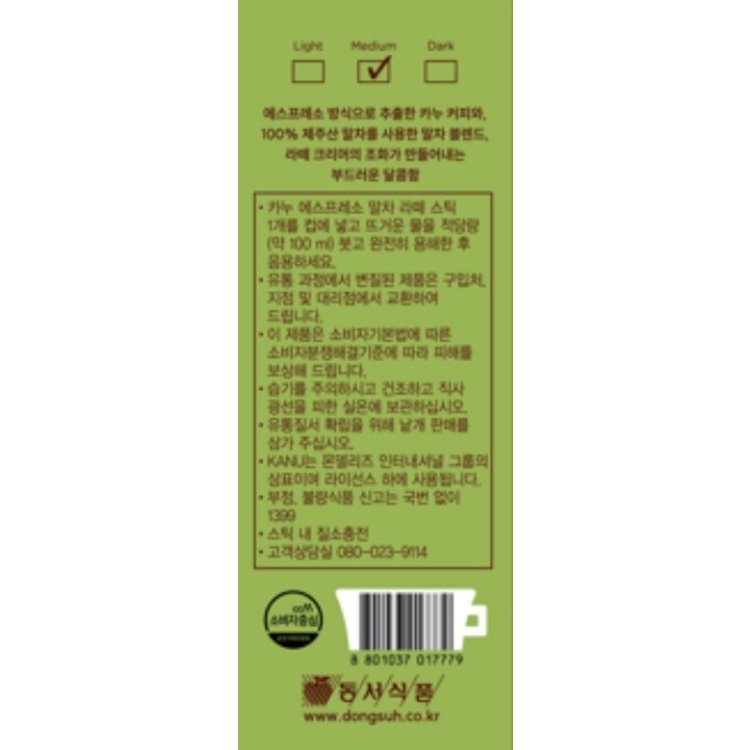 Light Medium Dark
에스프레소 방식으로 추출한 카누 커피와,
100% 제주산 말차를 사용한 말차 블렌드,
라떼 크리머의 조화가 만들어내는
부드러운 달콤함
• 카누 에스프레소 말차 라떼 스틱
1개를 컵에 넣고 뜨거운 물을 적당량
(약 100 ml) 붓고 완전히 용해한 후
음용하세요.
• 유통 과정에서 변질된 제품은 구입처,
지점 및 대리점에서 교환하여
드립니다.
• 이 제품은 소비자기본법에 따른
소비자분쟁해결기준에 따라 피해를
보상해 드립니다.
• 습기를 주의하시고 건조하고 직사
광선을 피한 실온에 보관하십시오.
• 유통질서 확립을 위해 낱개 판매를
삼가 주십시오.
• KANU는 몬델리즈 인터내셔널 그룹의
상표이며 라이선스 하에 사용됩니다.
• 부정, 불량식품 신고는 국번 없이
1399
• 스틱 내 질소충전
• 고객상담실 080-023-9114
CCM
소비자중심
8 801037 017779
동서식품
www.dongsuh.co.kr